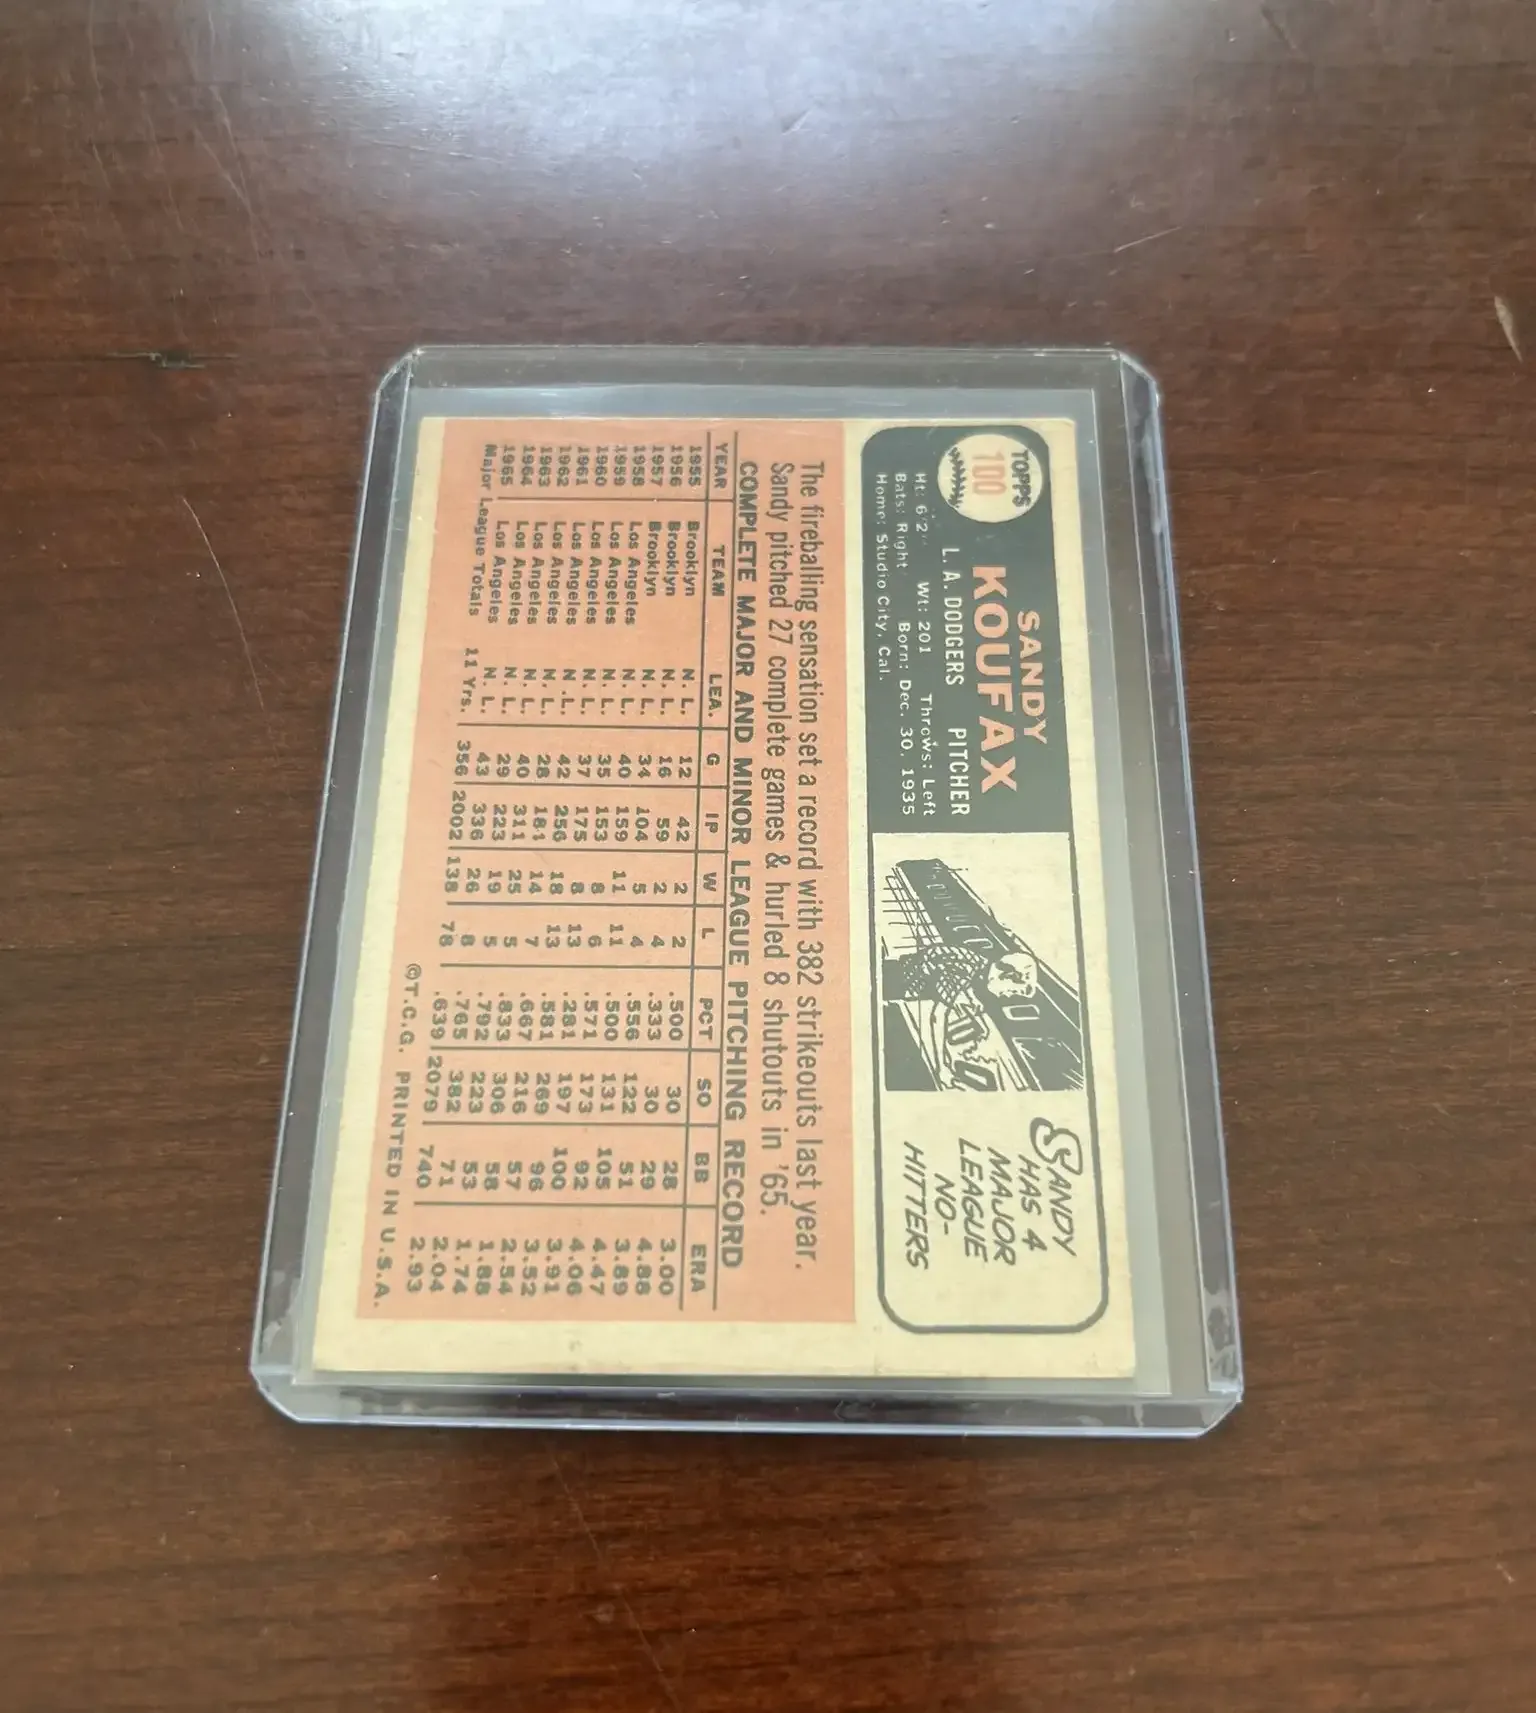 TOPPS
100
SANDY
KOUFAX
L. A. DODGERS PITCHER
Ht: 6'2" Wt: 201 Throws: Left
Bats: Right Born: Dec. 30, 1935
Home: Studio City, Cal.
SANDY
HAS 4
MAJOR
LEAGUE
NO-
HITTERS
The fireballing sensation set a record with 382 strikeouts last year.
Sandy pitched 27 complete games & hurled 8 shutouts in '65.
COMPLETE MAJOR AND MINOR LEAGUE PITCHING RECORD
YEAR TEAM LEA. G IP W L PCT SO BB ERA
1955 Brooklyn N. L. 12 42 2 2 .500 30 28 3.00
1956 Brooklyn N. L. 16 59 2 4 .333 30 29 4.88
1957 Brooklyn N. L. 34 104 5 4 .556 122 51 3.89
1958 Los Angeles N. L. 40 159 11 11 .500 131 105 4.47
1959 Los Angeles N. L. 35 153 8 6 .571 173 92 4.06
1960 Los Angeles N. L. 37 175 8 13 .281 197 100 3.91
1961 Los Angeles N. L. 42 256 18 13 .581 269 96 3.52
1962 Los Angeles N. L. 28 181 14 7 .667 216 57 2.54
1963 Los Angeles N. L. 40 311 25 5 .833 306 58 1.88
1964 Los Angeles N. L. 29 223 19 5 .792 223 53 1.74
1965 Los Angeles N. L. 43 336 26 8 .765 382 71 2.04
Major League Totals 11 Yrs. 356 2002 138 78 .639 2079 740 2.93
©T.C.G. PRINTED IN U.S.A.